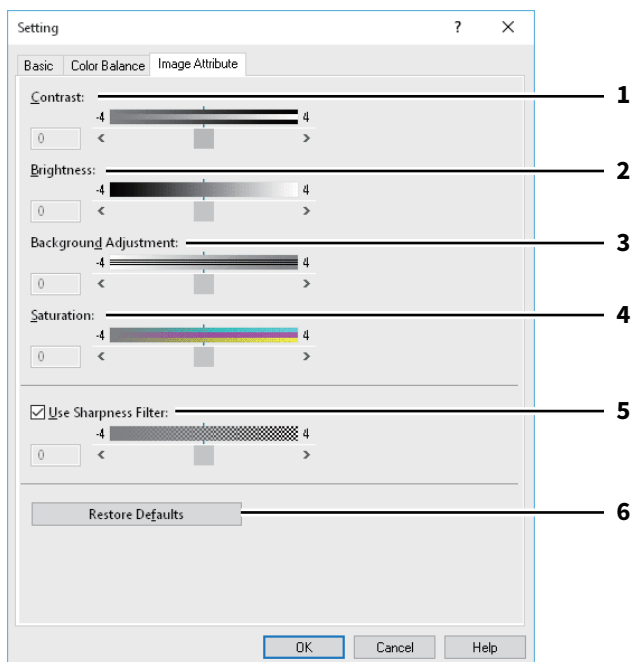 Setting ? ×
Basic Color Balance Image Attribute
Contrast: 1
-4 4
0 < >
Brightness: 2
-4 4
0 < >
Background Adjustment: 3
-4 4
0 < >
Saturation: 4
-4 4
0 < >
Use Sharpness Filter: 5
-4 4
0 < >
Restore Defaults 6
OK Cancel Help